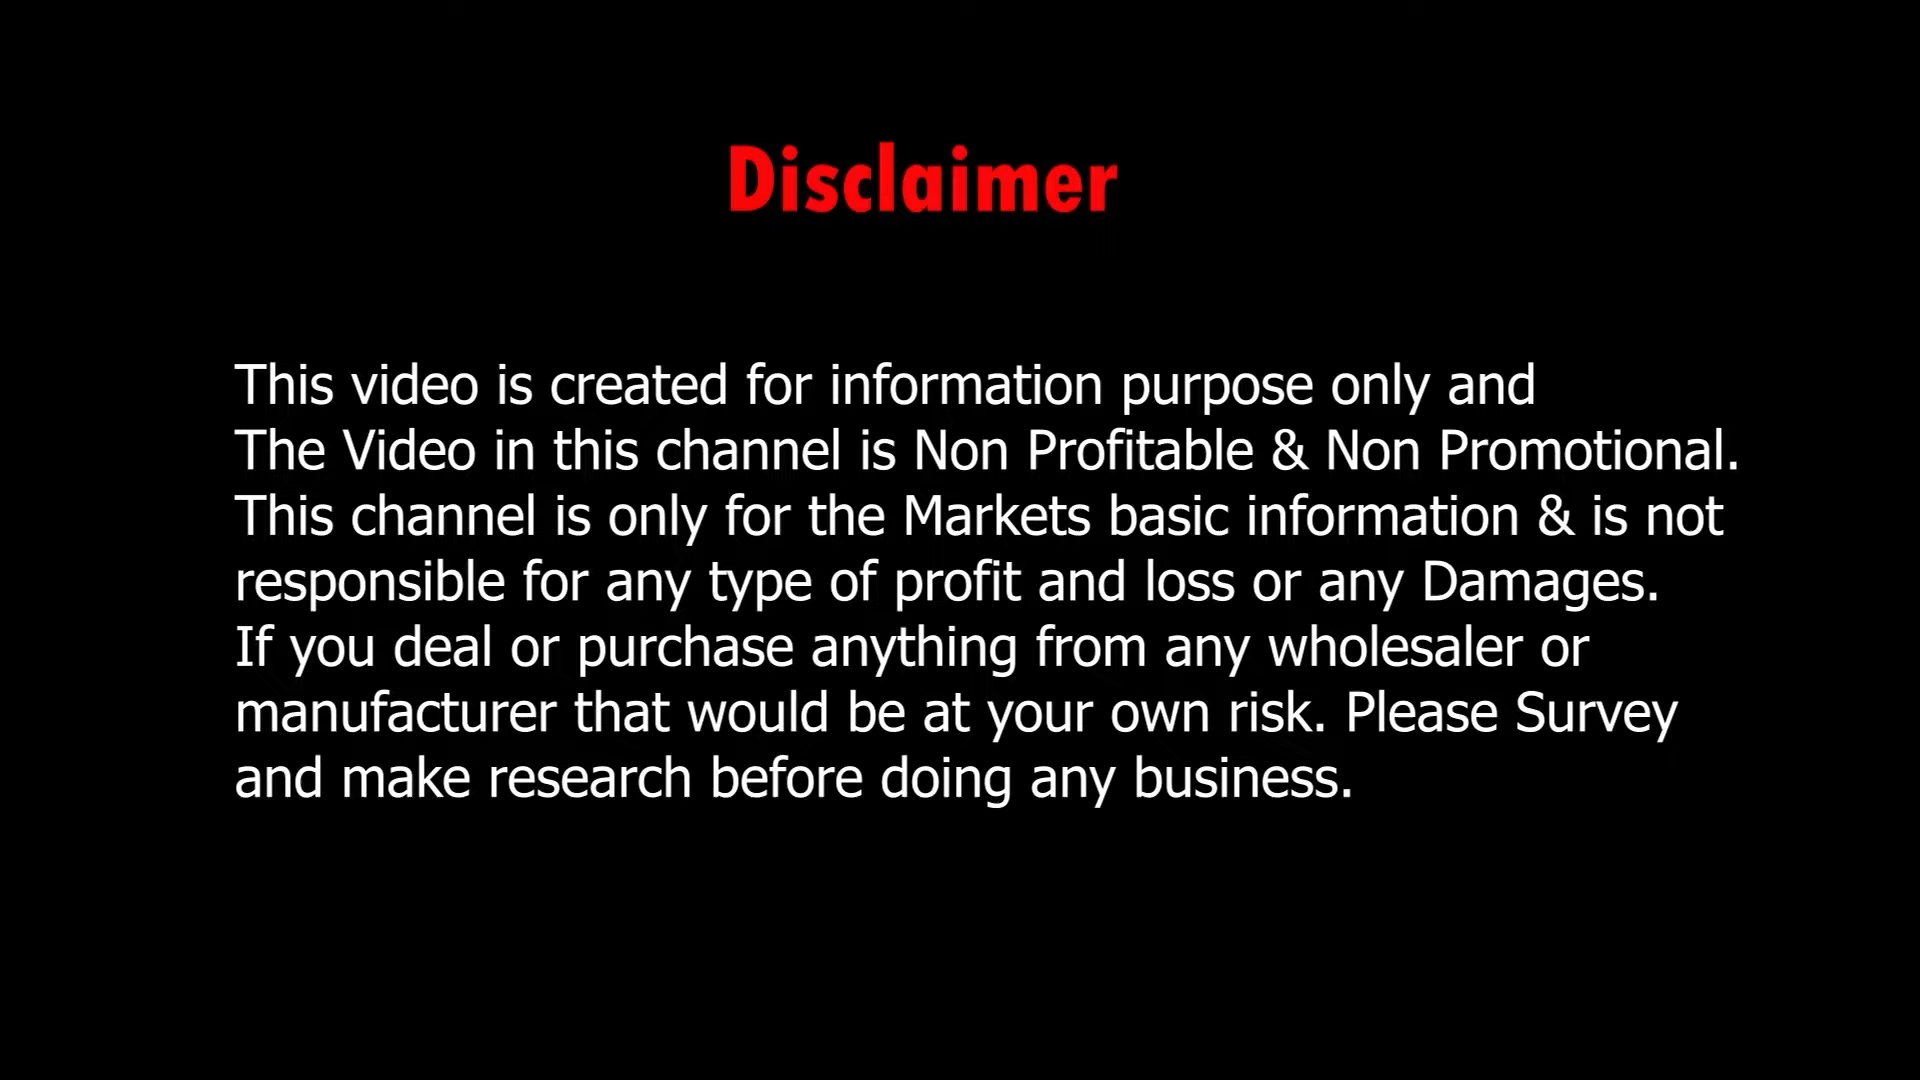 Disclaimer
This video is created for information purpose only and
The Video in this channel is Non Profitable & Non Promotional.
This channel is only for the Markets basic information & is not
responsible for any type of profit and loss or any Damages.
If you deal or purchase anything from any wholesaler or
manufacturer that would be at your own risk. Please Survey
and make research before doing any business.